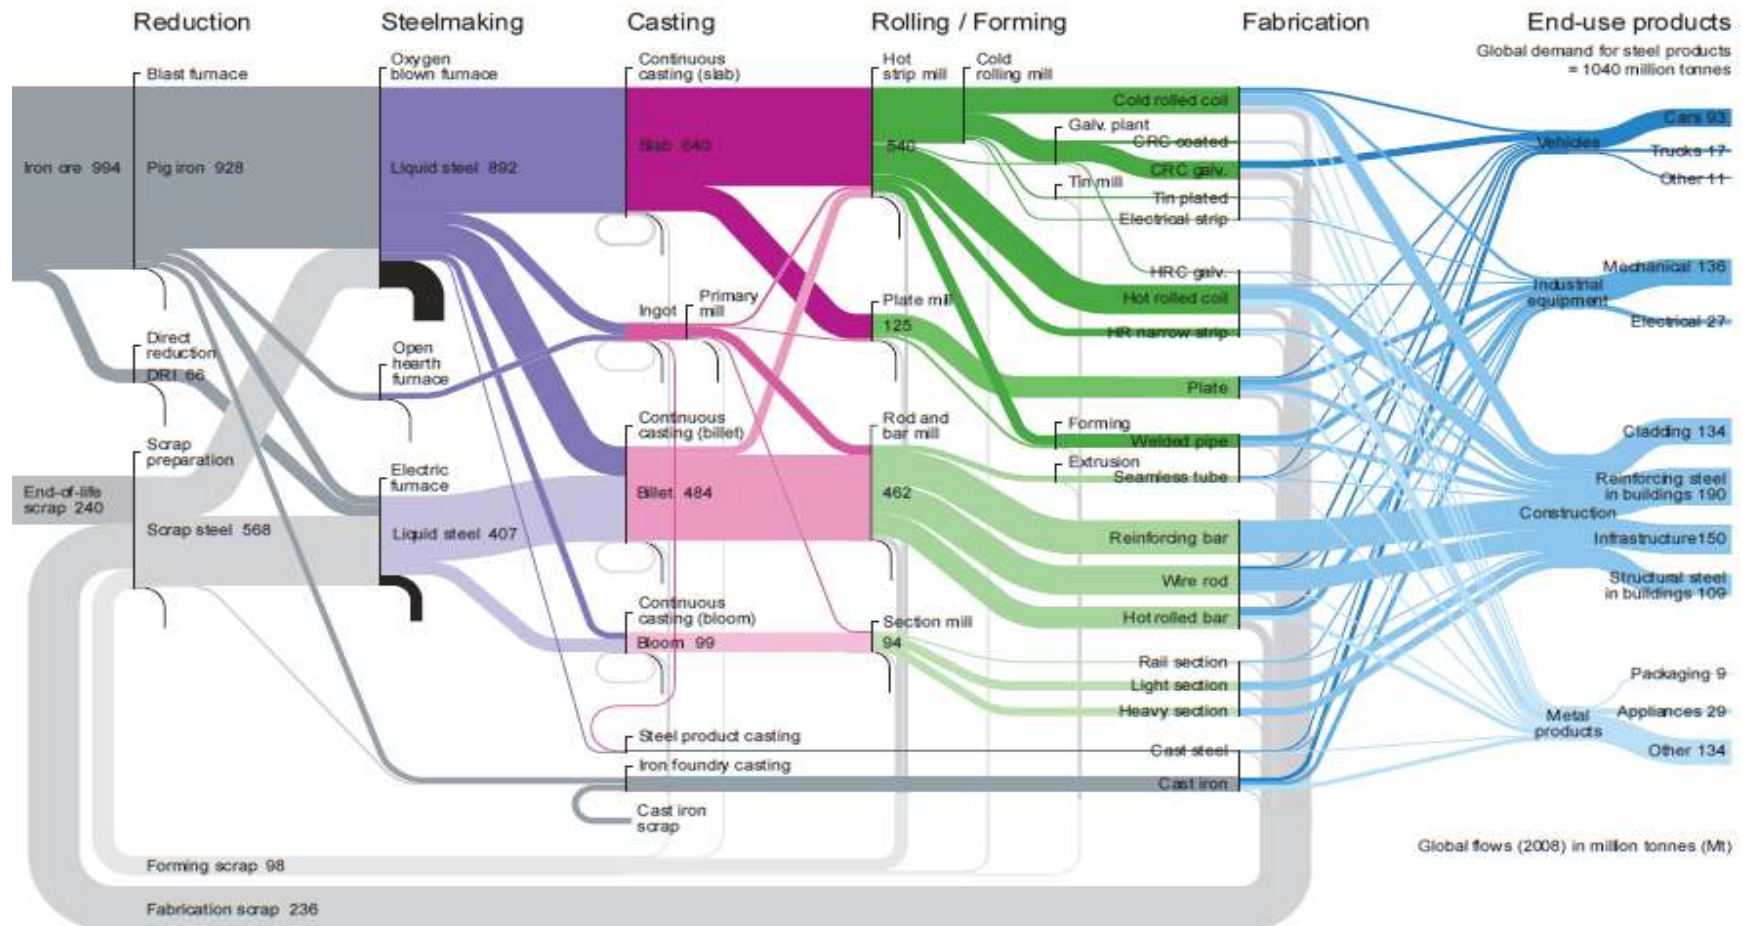 Reduction
Steelmaking
Casting
Rolling / Forming
Fabrication
End-use products
Global demand for steel products
= 1040 million tonnes
Blast furnace
Oxygen
blown furnace
Continuous
casting (slab)
Hot
strip mill
Cold
rolling mill
Cold rolled coil
Galv. plant
CRC coated
CRC galv.
Tin mill
Tin plated
Electrical strip
Iron ore 994
Pig iron 928
Liquid steel 892
Slab 640
540
Vehicles
Cars 93
Trucks 17
Other 11
HRC galv.
Hot rolled coil
HR narrow strip
Industrial
equipment
Mechanical 136
Electrical 27
Direct
reduction
DRI 66
Open
hearth
furnace
Ingot
Primary
mill
Plate mill
125
Plate
Scrap
preparation
Continuous
casting (billet)
Rod and
bar mill
Forming
Welded pipe
Extrusion
Seamless tube
Cladding 134
End-of-life
scrap 240
Scrap steel 568
Electric
furnace
Liquid steel 407
Billet 484
462
Reinforcing bar
Wire rod
Hot rolled bar
Reinforcing steel
in buildings 190
Construction
Infrastructure150
Structural steel
in buildings 109
Continuous
casting (bloom)
Bloom 99
Section mill
94
Rail section
Light section
Heavy section
Packaging 9
Metal
products
Appliances 29
Other 134
Steel product casting
Cast steel
Iron foundry casting
Cast iron
Cast iron
scrap
Global flows (2008) in million tonnes (Mt)
Forming scrap 98
Fabrication scrap 236